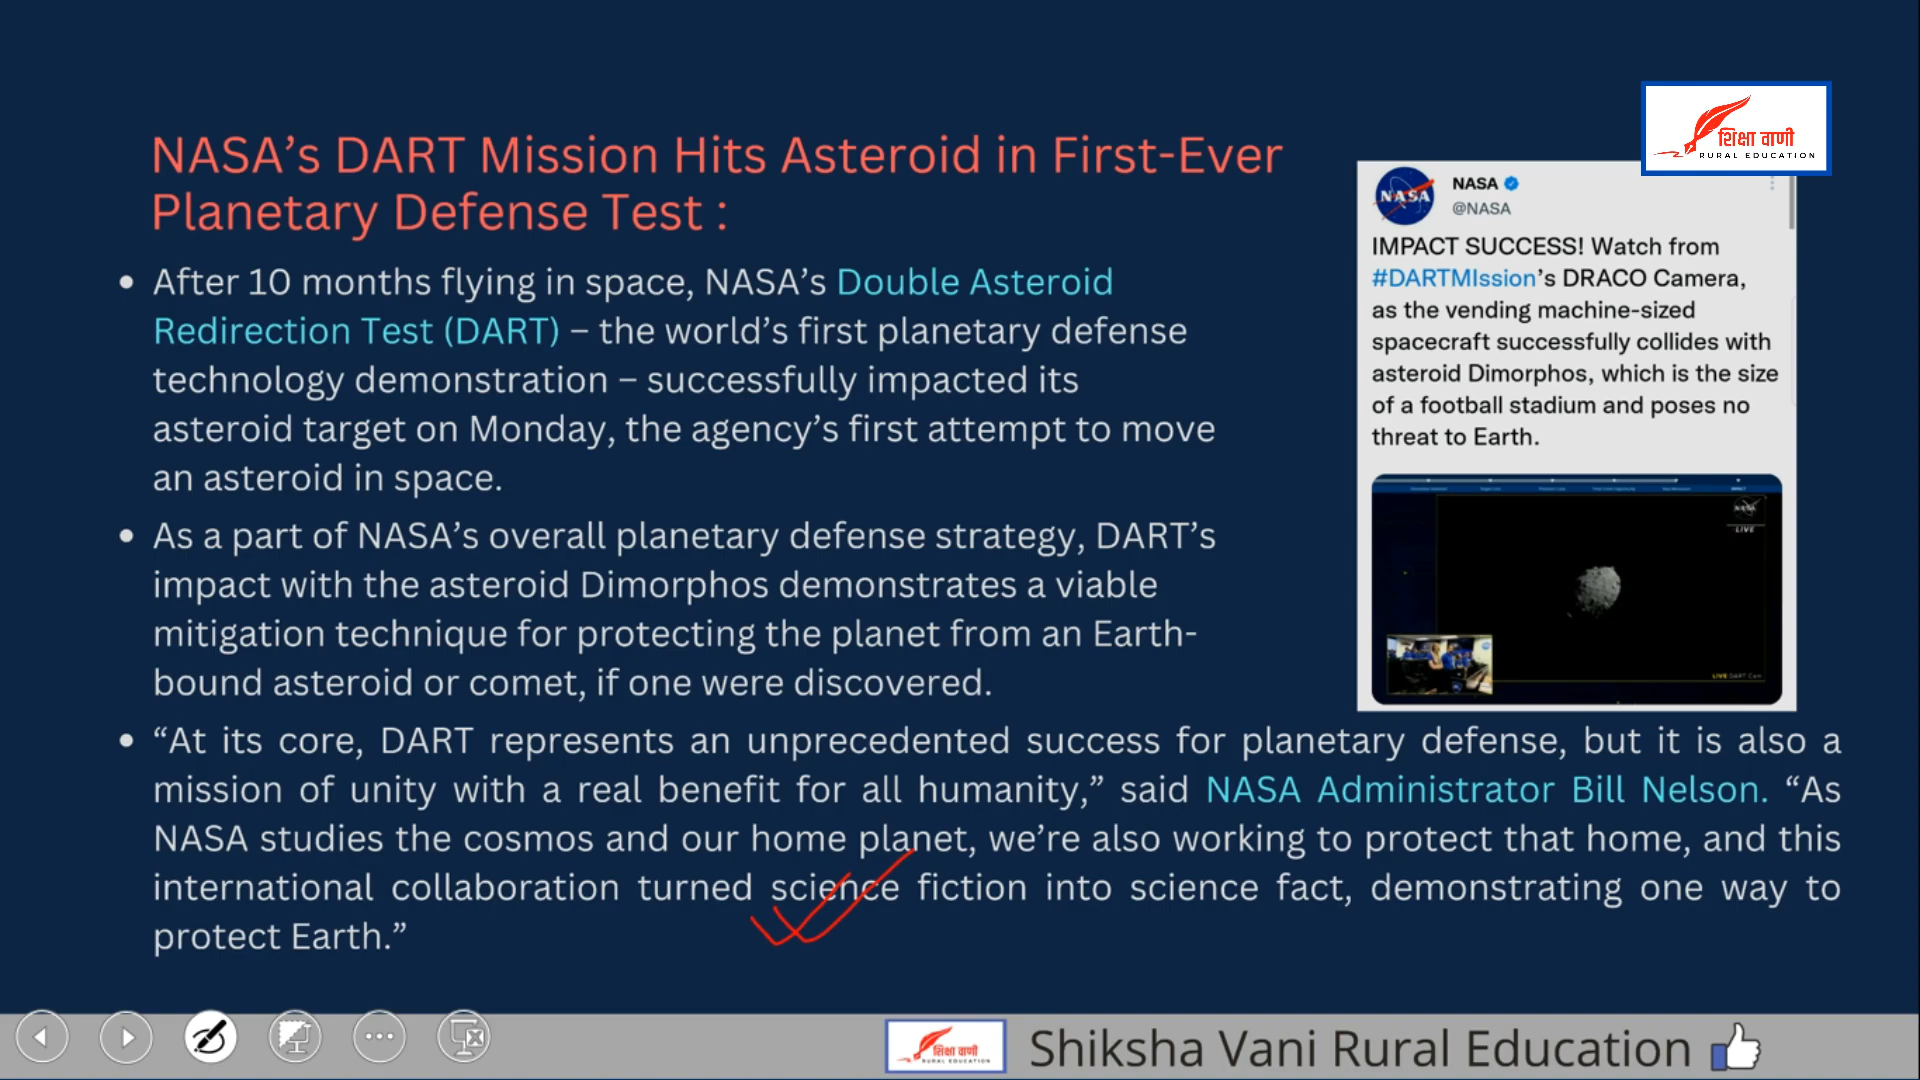 शिक्षा वाणी
RURAL EDUCATION
NASA’s DART Mission Hits Asteroid in First-Ever
Planetary Defense Test :
• After 10 months flying in space, NASA’s Double Asteroid
Redirection Test (DART) – the world’s first planetary defense
technology demonstration – successfully impacted its
asteroid target on Monday, the agency’s first attempt to move
an asteroid in space.
• As a part of NASA’s overall planetary defense strategy, DART’s
impact with the asteroid Dimorphos demonstrates a viable
mitigation technique for protecting the planet from an Earth-
bound asteroid or comet, if one were discovered.
• “At its core, DART represents an unprecedented success for planetary defense, but it is also a
mission of unity with a real benefit for all humanity,” said NASA Administrator Bill Nelson. “As
NASA studies the cosmos and our home planet, we’re also working to protect that home, and this
international collaboration turned science fiction into science fact, demonstrating one way to
protect Earth.”
NASA
NASA
@NASA
IMPACT SUCCESS! Watch from
#DARTMIssion’s DRACO Camera,
as the vending machine-sized
spacecraft successfully collides with
asteroid Dimorphos, which is the size
of a football stadium and poses no
threat to Earth.
NASA
LIVE
LIVE DART Cam
शिक्षा वाणी
RURAL EDUCATION
Shiksha Vani Rural Education